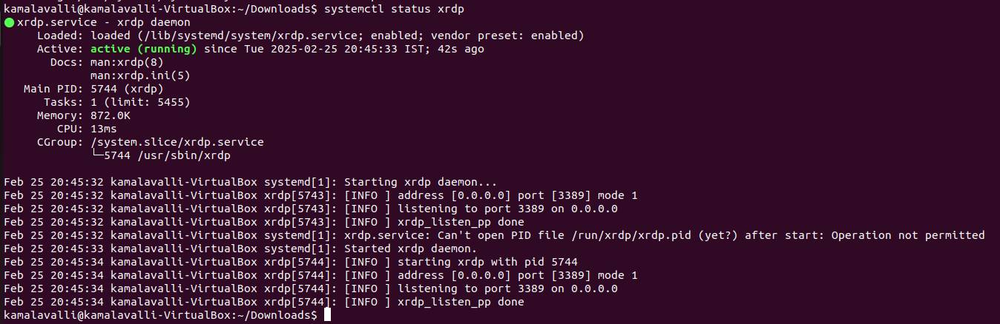 kamalavalli@kamalavalli-VirtualBox:~/Downloads$ systemctl status xrdp
● xrdp.service - xrdp daemon
     Loaded: loaded (/lib/systemd/system/xrdp.service; enabled; vendor preset: enabled)
     Active: active (running) since Tue 2025-02-25 20:45:33 IST; 42s ago
       Docs: man:xrdp(8)
             man:xrdp.ini(5)
   Main PID: 5744 (xrdp)
      Tasks: 1 (limit: 5455)
     Memory: 872.0K
        CPU: 13ms
     CGroup: /system.slice/xrdp.service
             └─5744 /usr/sbin/xrdp

Feb 25 20:45:32 kamalavalli-VirtualBox systemd[1]: Starting xrdp daemon...
Feb 25 20:45:32 kamalavalli-VirtualBox xrdp[5743]: [INFO ] address [0.0.0.0] port [3389] mode 1
Feb 25 20:45:32 kamalavalli-VirtualBox xrdp[5743]: [INFO ] listening to port 3389 on 0.0.0.0
Feb 25 20:45:32 kamalavalli-VirtualBox xrdp[5743]: [INFO ] xrdp_listen_pp done
Feb 25 20:45:32 kamalavalli-VirtualBox systemd[1]: xrdp.service: Can't open PID file /run/xrdp/xrdp.pid (yet?) after start: Operation not permitted
Feb 25 20:45:33 kamalavalli-VirtualBox systemd[1]: Started xrdp daemon.
Feb 25 20:45:34 kamalavalli-VirtualBox xrdp[5744]: [INFO ] starting xrdp with pid 5744
Feb 25 20:45:34 kamalavalli-VirtualBox xrdp[5744]: [INFO ] address [0.0.0.0] port [3389] mode 1
Feb 25 20:45:34 kamalavalli-VirtualBox xrdp[5744]: [INFO ] listening to port 3389 on 0.0.0.0
Feb 25 20:45:34 kamalavalli-VirtualBox xrdp[5744]: [INFO ] xrdp_listen_pp done
kamalavalli@kamalavalli-VirtualBox:~/Downloads$